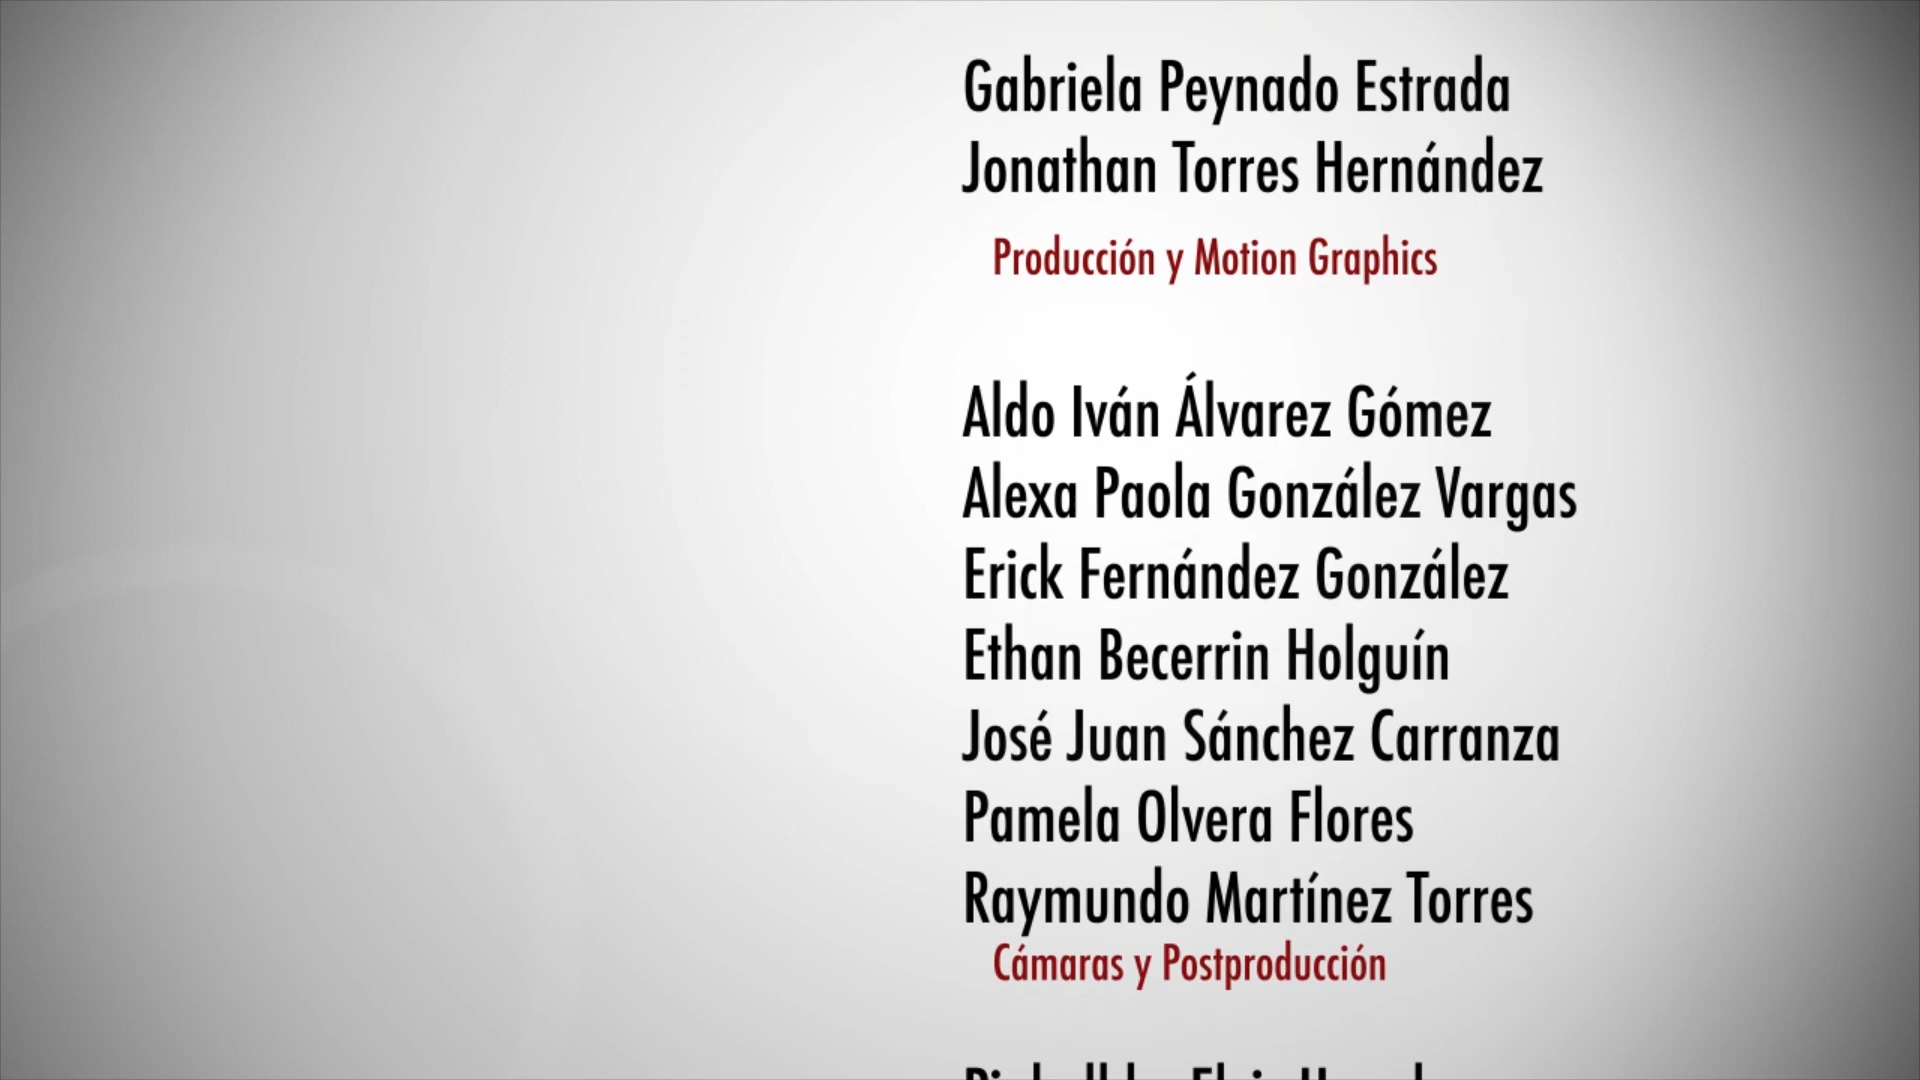 Gabriela Peynado Estrada
Jonathan Torres Hernández
Producción y Motion Graphics
Aldo Iván Álvarez Gómez
Alexa Paola González Vargas
Erick Fernández González
Ethan Becerrin Holguín
José Juan Sánchez Carranza
Pamela Olvera Flores
Raymundo Martínez Torres
Cámaras y Postproducción